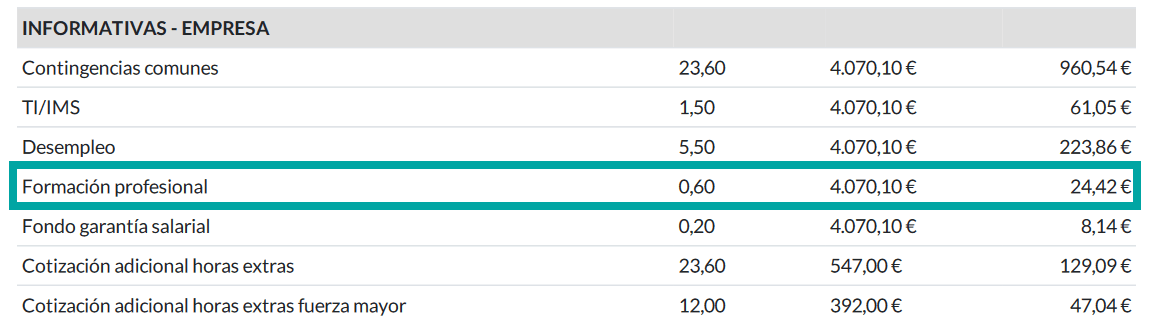 INFORMATIVAS - EMPRESA
Contingencias comunes 23,60 4.070,10 € 960,54 €
TI/IMS 1,50 4.070,10 € 61,05 €
Desempleo 5,50 4.070,10 € 223,86 €
Formación profesional 0,60 4.070,10 € 24,42 €
Fondo garantía salarial 0,20 4.070,10 € 8,14 €
Cotización adicional horas extras 23,60 547,00 € 129,09 €
Cotización adicional horas extras fuerza mayor 12,00 392,00 € 47,04 €